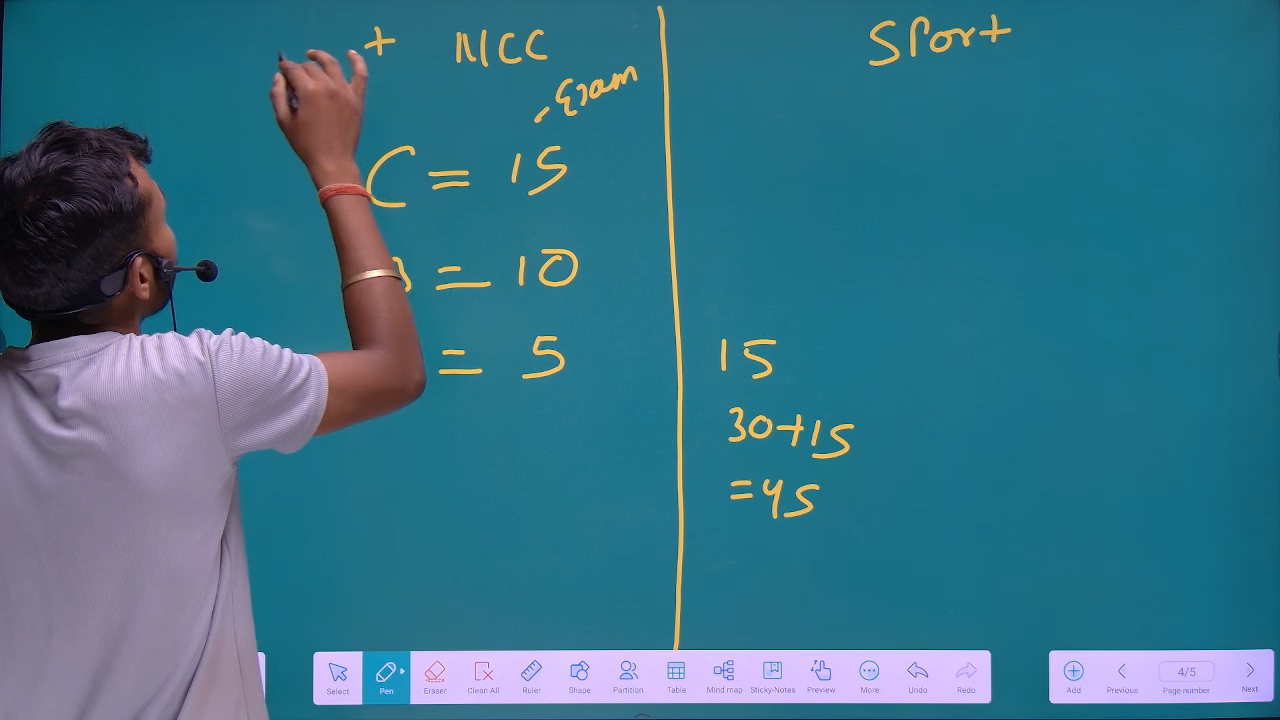 + NCC
Exam
C = 15
= 10
= 5
Sport
15
30+15
=45
Select Pen Eraser Clean All Ruler Shape Partition Table Mind map Sticky-Notes Preview More Undo Redo
Add Previous 4/5 Page number Next